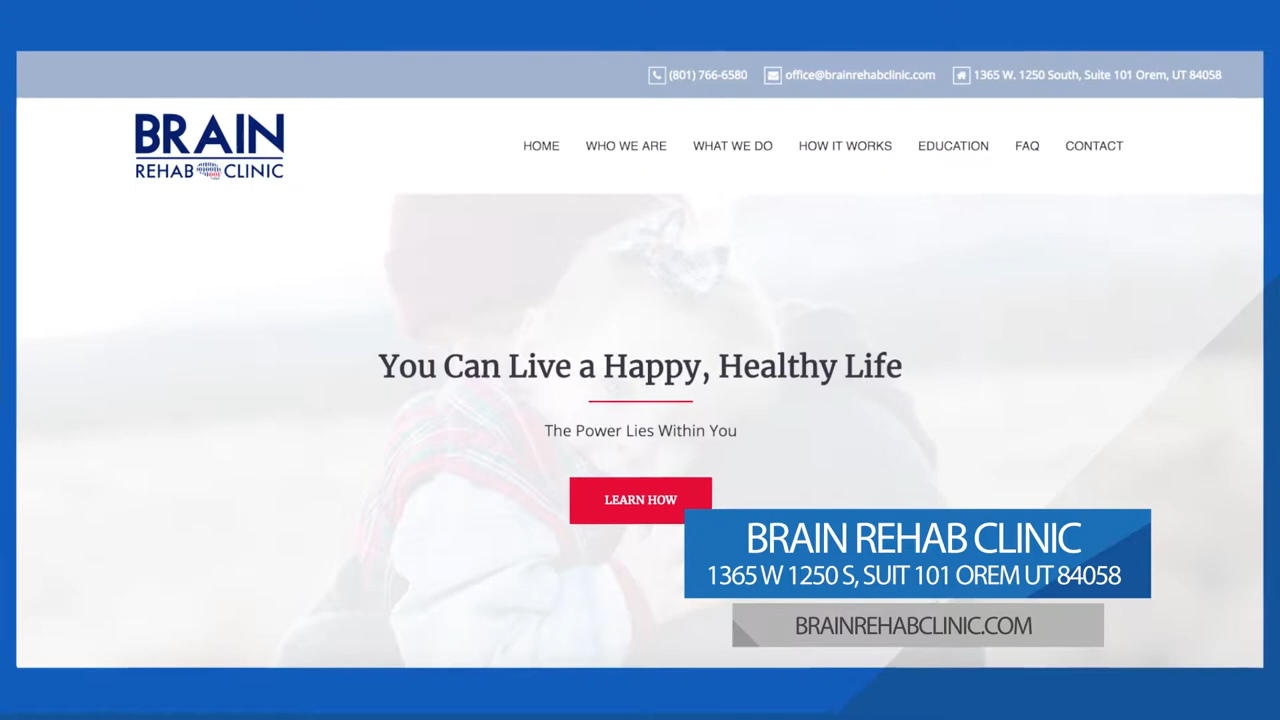 (801) 766-6580 office@brainrehabclinic.com 1365 W. 1250 South, Suite 101 Orem, UT 84058
BRAIN
REHAB CLINIC
HOME WHO WE ARE WHAT WE DO HOW IT WORKS EDUCATION FAQ CONTACT
You Can Live a Happy, Healthy Life
The Power Lies Within You
LEARN HOW
BRAIN REHAB CLINIC
1365 W 1250 S, SUIT 101 OREM UT 84058
BRAINREHABCLINIC.COM